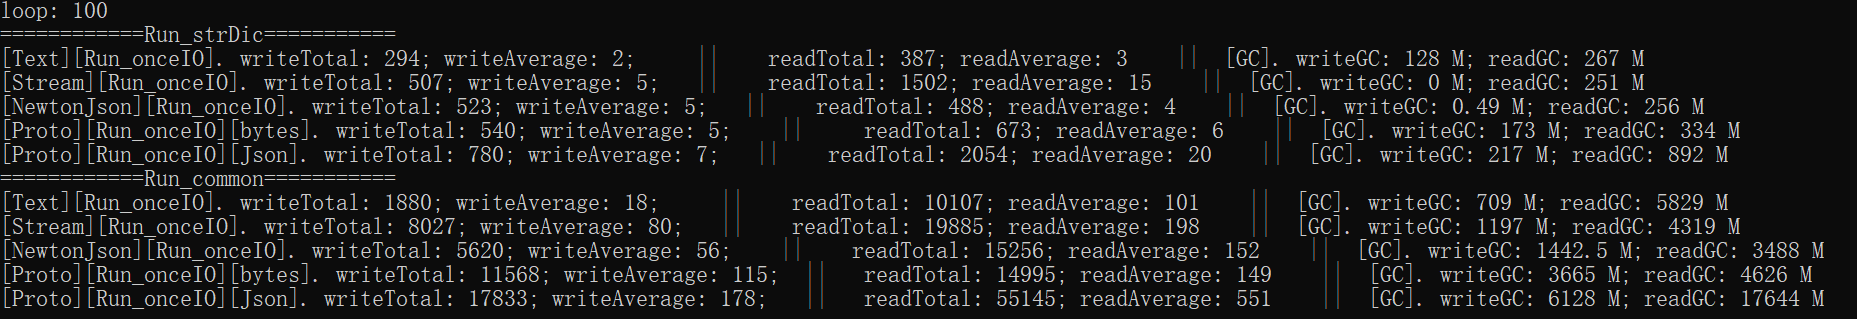 loop: 100
============Run_strDic===========
[Text][Run_onceIO]. writeTotal: 294; writeAverage: 2; || readTotal: 387; readAverage: 3 || [GC]. writeGC: 128 M; readGC: 267 M
[Stream][Run_onceIO]. writeTotal: 507; writeAverage: 5; || readTotal: 1502; readAverage: 15 || [GC]. writeGC: 0 M; readGC: 251 M
[NewtonJson][Run_onceIO]. writeTotal: 523; writeAverage: 5; || readTotal: 488; readAverage: 4 || [GC]. writeGC: 0.49 M; readGC: 256 M
[Proto][Run_onceIO][bytes]. writeTotal: 540; writeAverage: 5; || readTotal: 673; readAverage: 6 || [GC]. writeGC: 173 M; readGC: 334 M
[Proto][Run_onceIO][Json]. writeTotal: 780; writeAverage: 7; || readTotal: 2054; readAverage: 20 || [GC]. writeGC: 217 M; readGC: 892 M
============Run_common===========
[Text][Run_onceIO]. writeTotal: 1880; writeAverage: 18; || readTotal: 10107; readAverage: 101 || [GC]. writeGC: 709 M; readGC: 5829 M
[Stream][Run_onceIO]. writeTotal: 8027; writeAverage: 80; || readTotal: 19885; readAverage: 198 || [GC]. writeGC: 1197 M; readGC: 4319 M
[NewtonJson][Run_onceIO]. writeTotal: 5620; writeAverage: 56; || readTotal: 15256; readAverage: 152 || [GC]. writeGC: 1442.5 M; readGC: 3488 M
[Proto][Run_onceIO][bytes]. writeTotal: 11568; writeAverage: 115; || readTotal: 14995; readAverage: 149 || [GC]. writeGC: 3665 M; readGC: 4626 M
[Proto][Run_onceIO][Json]. writeTotal: 17833; writeAverage: 178; || readTotal: 55145; readAverage: 551 || [GC]. writeGC: 6128 M; readGC: 17644 M